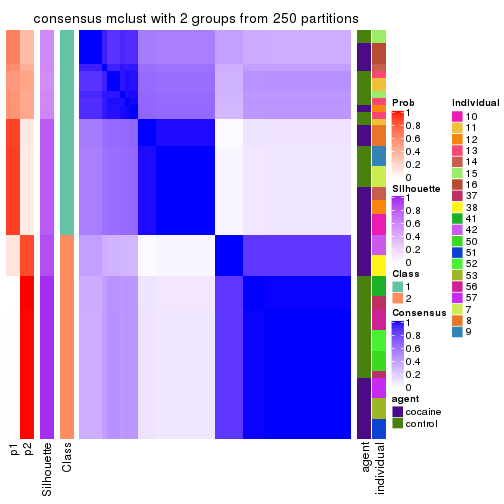 consensus mclust with 2 groups from 250 partitions
p1
p2
Silhouette
Class
agent
individual
Prob
1
0.8
0.6
0.4
0.2
0
Silhouette
1
0.8
0.6
0.4
0.2
0
Class
1
2
Consensus
1
0.8
0.6
0.4
0.2
0
agent
cocaine
control
individual
10
11
12
13
14
15
16
37
38
41
42
50
51
52
53
56
57
7
8
9